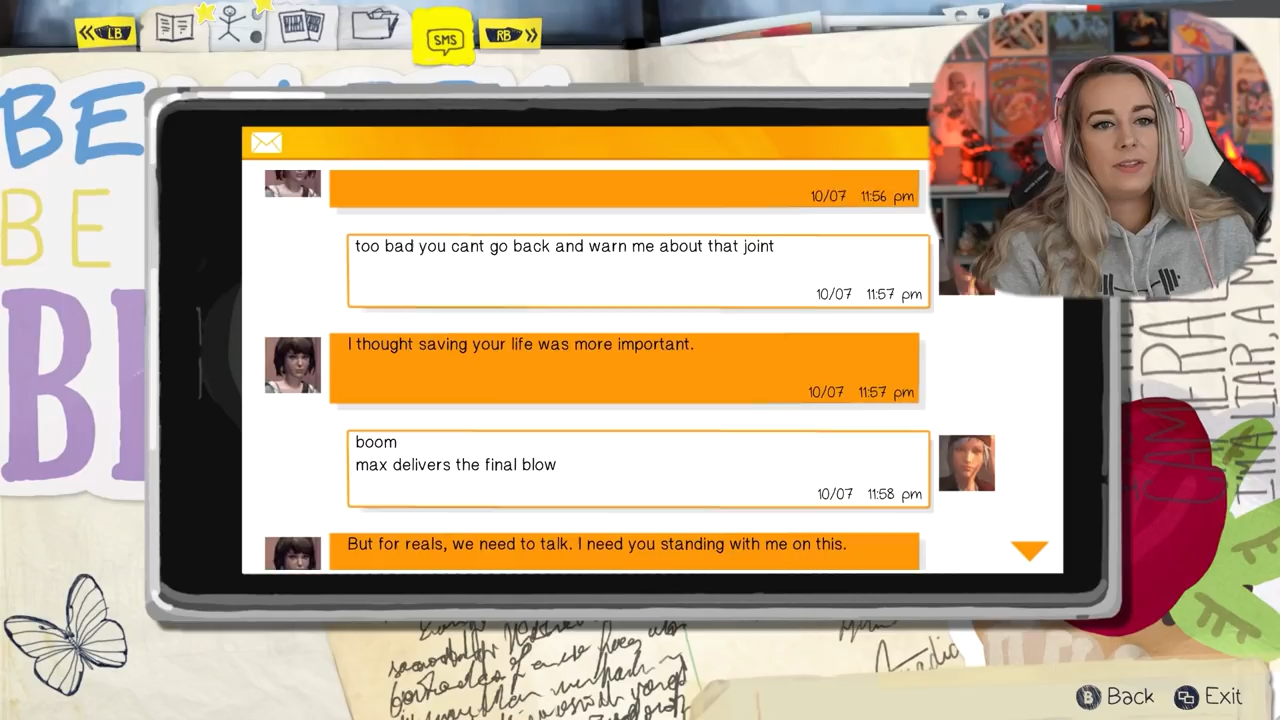 LB
SMS
RB
BE
BE
10/07 11:56 pm
too bad you cant go back and warn me about that joint
10/07 11:57 pm
I thought saving your life was more important.
10/07 11:57 pm
boom
max delivers the final blow
10/07 11:58 pm
But for reals, we need to talk. I need you standing with me on this.
B Back
Exit